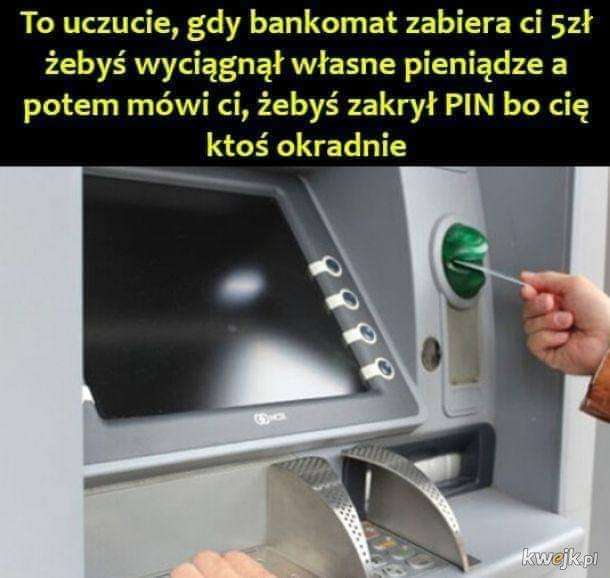 To uczucie, gdy bankomat zabiera ci 5zł
żebyś wyciągnął własne pieniądze a
potem mówi ci, żebyś zakrył PIN bo cię
ktoś okradnie
NCR
kwejk.pl